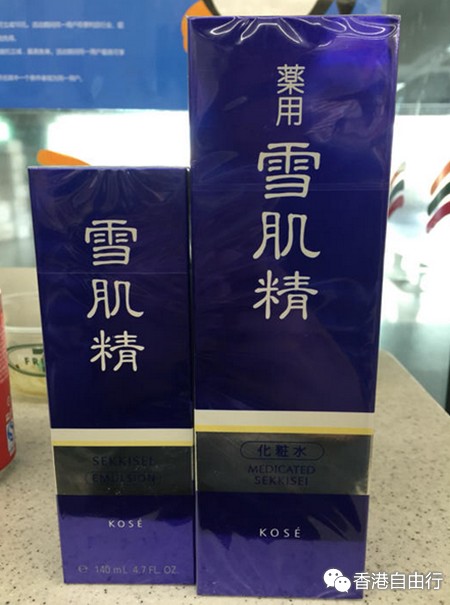 雪肌精
SEKKISEI
EMULSION
KOSÉ
℮ 140 mL 4.7 FL. OZ.
薬用
雪肌精
化粧水
MEDICATED
SEKKISEI
KOSÉ
香港自由行